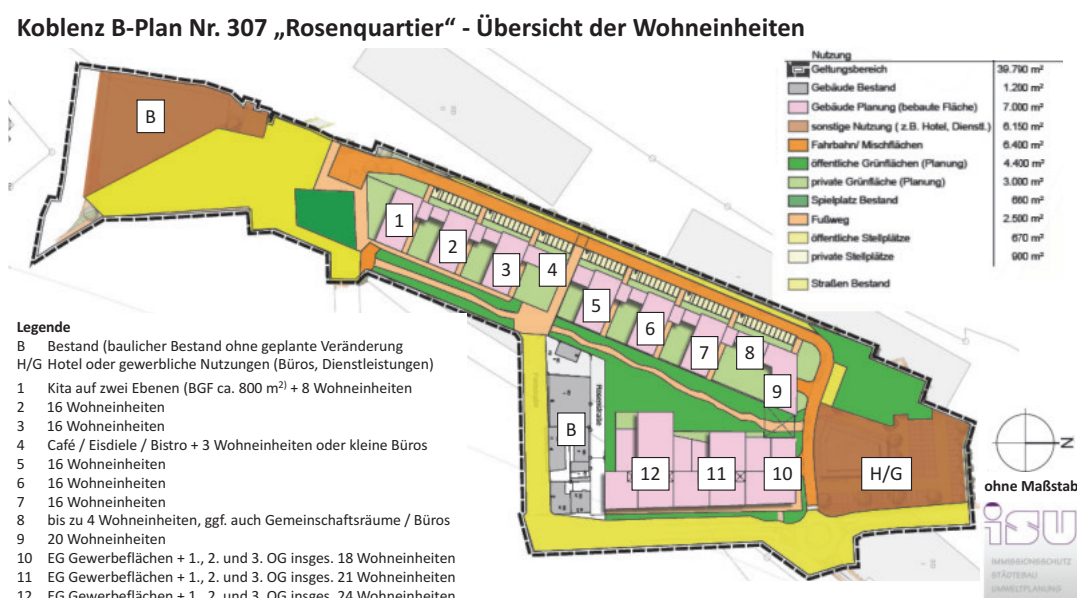 Koblenz B-Plan Nr. 307 „Rosenquartier“ - Übersicht der Wohneinheiten
Nutzung
Geltungsbereich 39.790 m²
Gebäude Bestand 1.200 m²
Gebäude Planung (bebaute Fläche) 7.000 m²
sonstige Nutzung ( z.B. Hotel, Dienstl.) 6.150 m²
Fahrbahn/ Mischflächen 6.400 m²
öffentliche Grünflächen (Planung) 4.400 m²
private Grünfläche (Planung) 3.000 m²
Spielplatz Bestand 660 m²
Fußweg 2.500 m²
öffentliche Stellplätze 670 m²
private Stellplätze 900 m²
Straßen Bestand
B
1
2
3
4
5
6
7
8
9
B
Rosenstraße
12
11
10
H/G
N
ohne Maßstab
isu
IMMISSIONSSCHUTZ
STÄDTEBAU
UMWELTPLANUNG
Legende
B Bestand (baulicher Bestand ohne geplante Veränderung
H/G Hotel oder gewerbliche Nutzungen (Büros, Dienstleistungen)
1 Kita auf zwei Ebenen (BGF ca. 800 m²⁾ + 8 Wohneinheiten
2 16 Wohneinheiten
3 16 Wohneinheiten
4 Café / Eisdiele / Bistro + 3 Wohneinheiten oder kleine Büros
5 16 Wohneinheiten
6 16 Wohneinheiten
7 16 Wohneinheiten
8 bis zu 4 Wohneinheiten, ggf. auch Gemeinschaftsräume / Büros
9 20 Wohneinheiten
10 EG Gewerbeflächen + 1., 2. und 3. OG insges. 18 Wohneinheiten
11 EG Gewerbeflächen + 1., 2. und 3. OG insges. 21 Wohneinheiten
12 EG Gewerbeflächen + 1., 2. und 3. OG insges. 24 Wohneinheiten